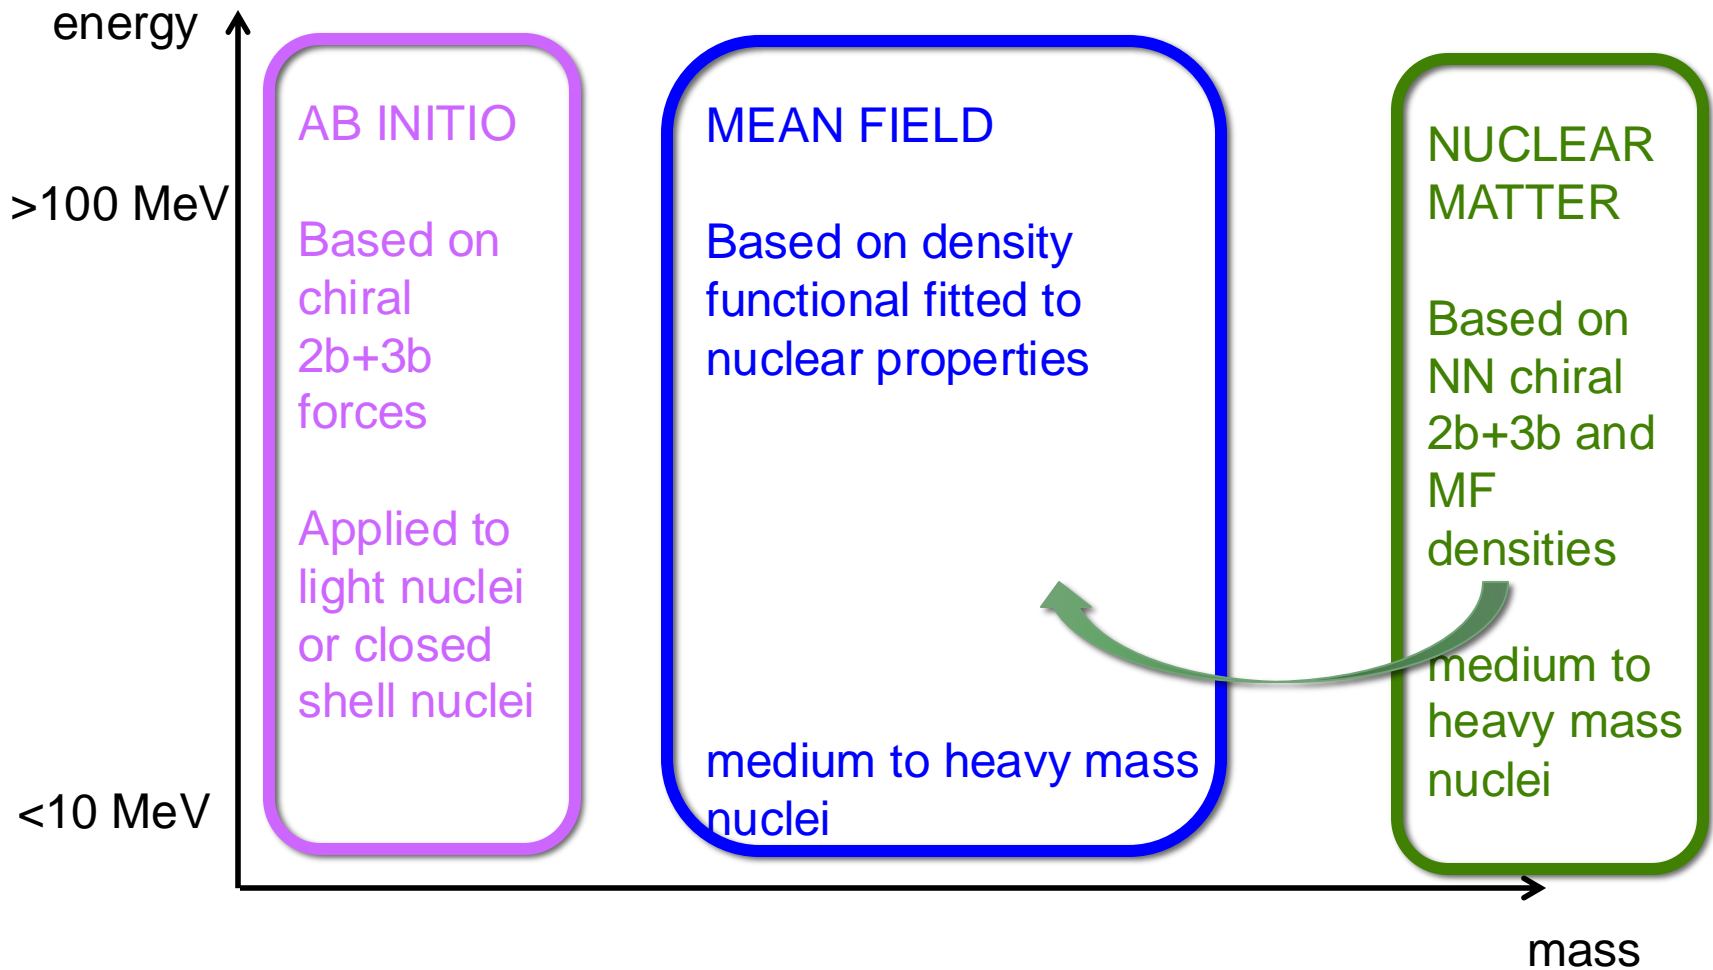 energy
>100 MeV
<10 MeV
AB INITIO
Based on
chiral
2b+3b
forces
Applied to
light nuclei
or closed
shell nuclei
MEAN FIELD
Based on density
functional fitted to
nuclear properties
medium to heavy mass
nuclei
NUCLEAR
MATTER
Based on
NN chiral
2b+3b and
MF
densities
medium to
heavy mass
nuclei
mass